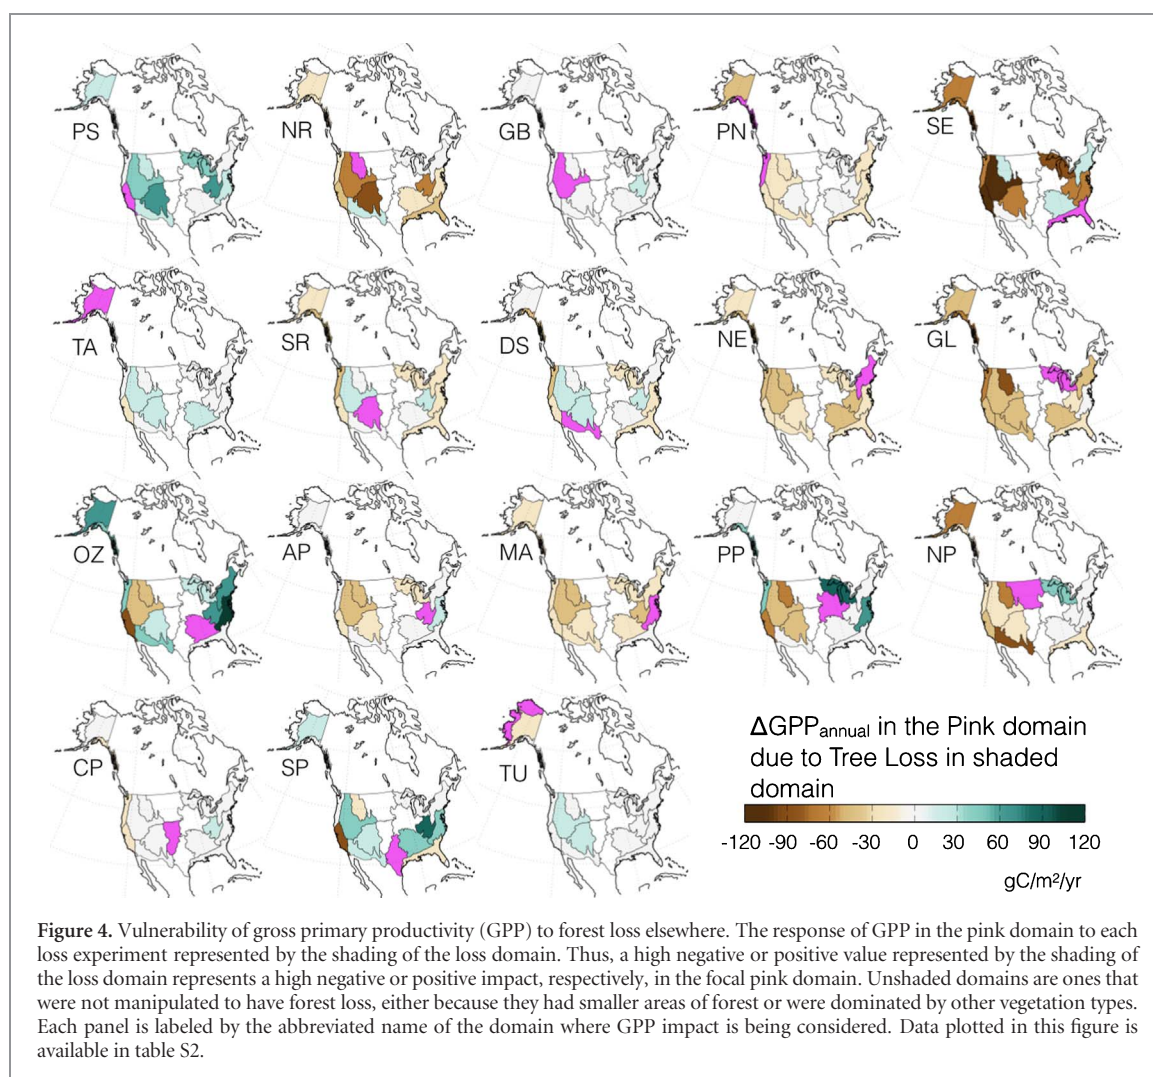 PS
NR
GB
PN
SE
TA
SR
DS
NE
GL
OZ
AP
MA
PP
NP
CP
SP
TU
ΔGPPannual in the Pink domain
due to Tree Loss in shaded
domain
-120 -90 -60 -30 0 30 60 90 120
gC/m²/yr
Figure 4. Vulnerability of gross primary productivity (GPP) to forest loss elsewhere. The response of GPP in the pink domain to each
loss experiment represented by the shading of the loss domain. Thus, a high negative or positive value represented by the shading of
the loss domain represents a high negative or positive impact, respectively, in the focal pink domain. Unshaded domains are ones that
were not manipulated to have forest loss, either because they had smaller areas of forest or were dominated by other vegetation types.
Each panel is labeled by the abbreviated name of the domain where GPP impact is being considered. Data plotted in this figure is
available in table S2.